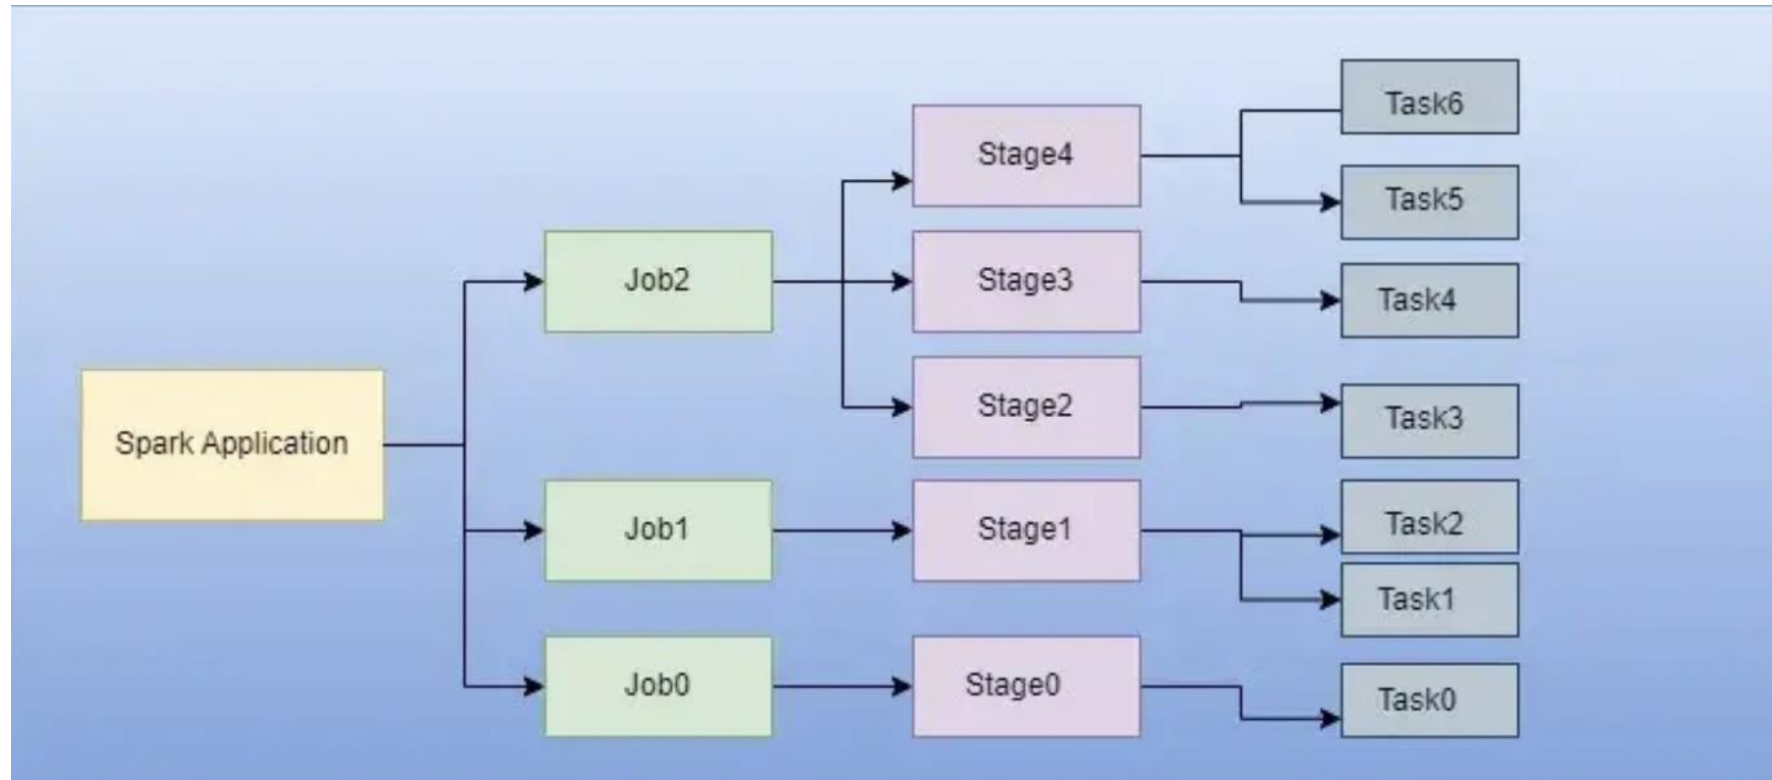 Spark Application
Job2
Job1
Job0
Stage4
Stage3
Stage2
Stage1
Stage0
Task6
Task5
Task4
Task3
Task2
Task1
Task0